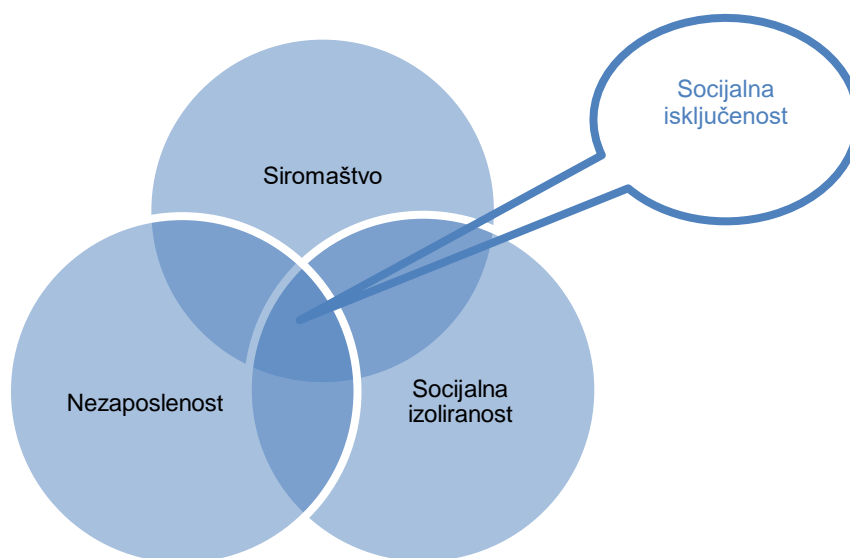 Socijalna
isključenost
Siromaštvo
Nezaposlenost
Socijalna
izoliranost